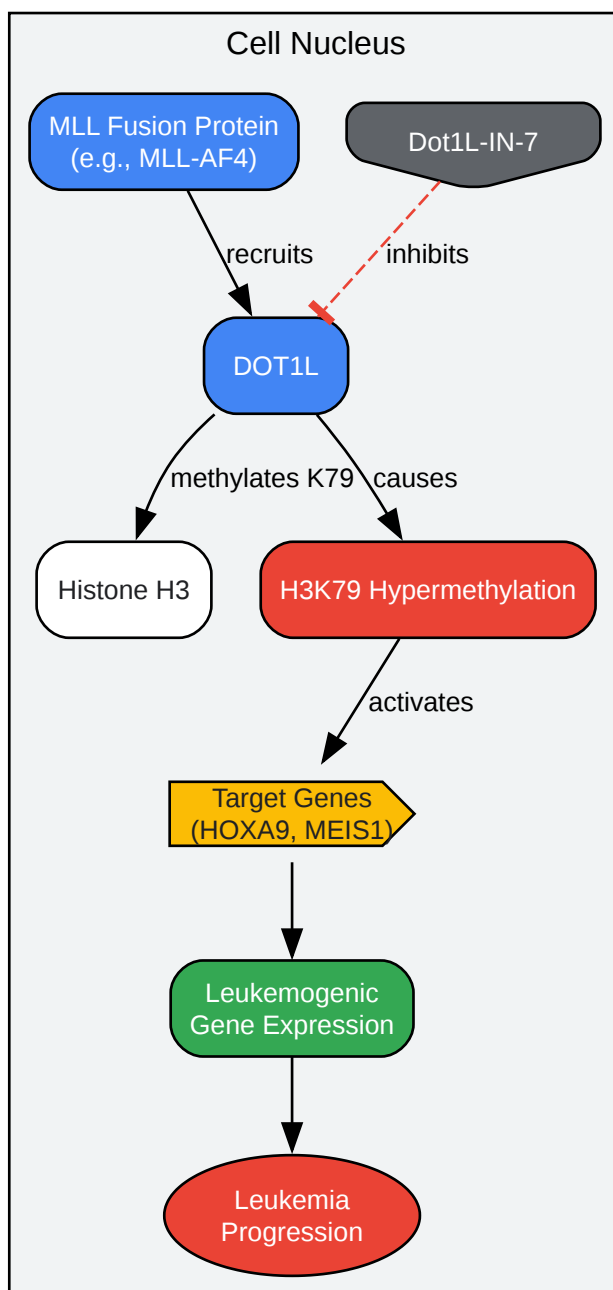 Cell Nucleus
MLL Fusion Protein
(e.g., MLL-AF4)
Dot1L-IN-7
recruits
inhibits
DOT1L
methylates K79
causes
Histone H3
H3K79 Hypermethylation
activates
Target Genes
(HOXA9, MEIS1)
Leukemogenic
Gene Expression
Leukemia
Progression